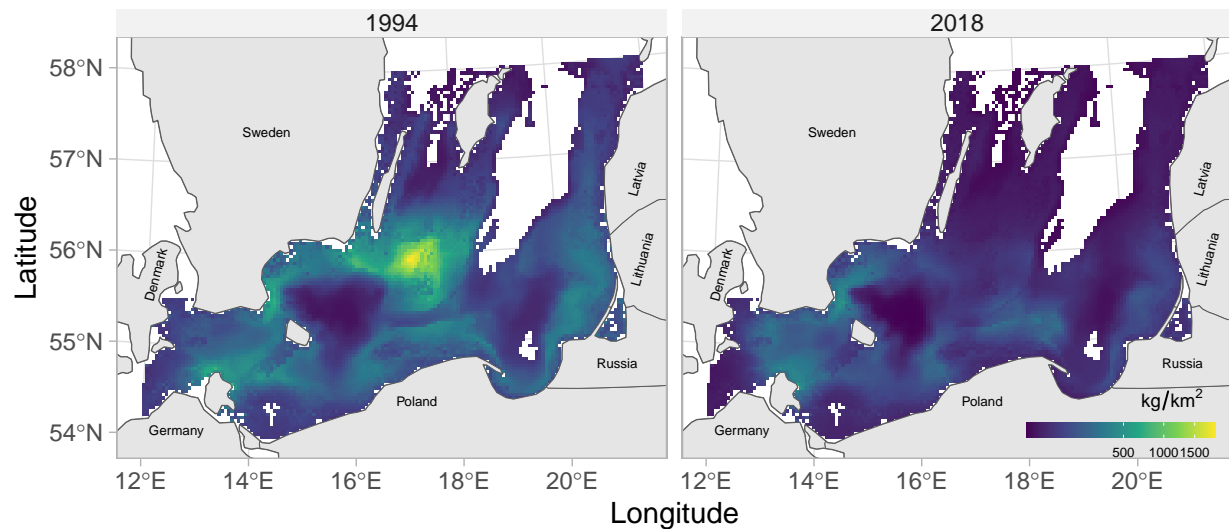 1994
2018
58°N
57°N
56°N
55°N
54°N
Latitude
Sweden
Denmark
Latvia
Lithuania
Russia
Poland
Germany
Sweden
Denmark
Latvia
Lithuania
Russia
Poland
Germany
kg/km²
500 1000 1500
12°E 14°E 16°E 18°E 20°E
12°E 14°E 16°E 18°E 20°E
Longitude